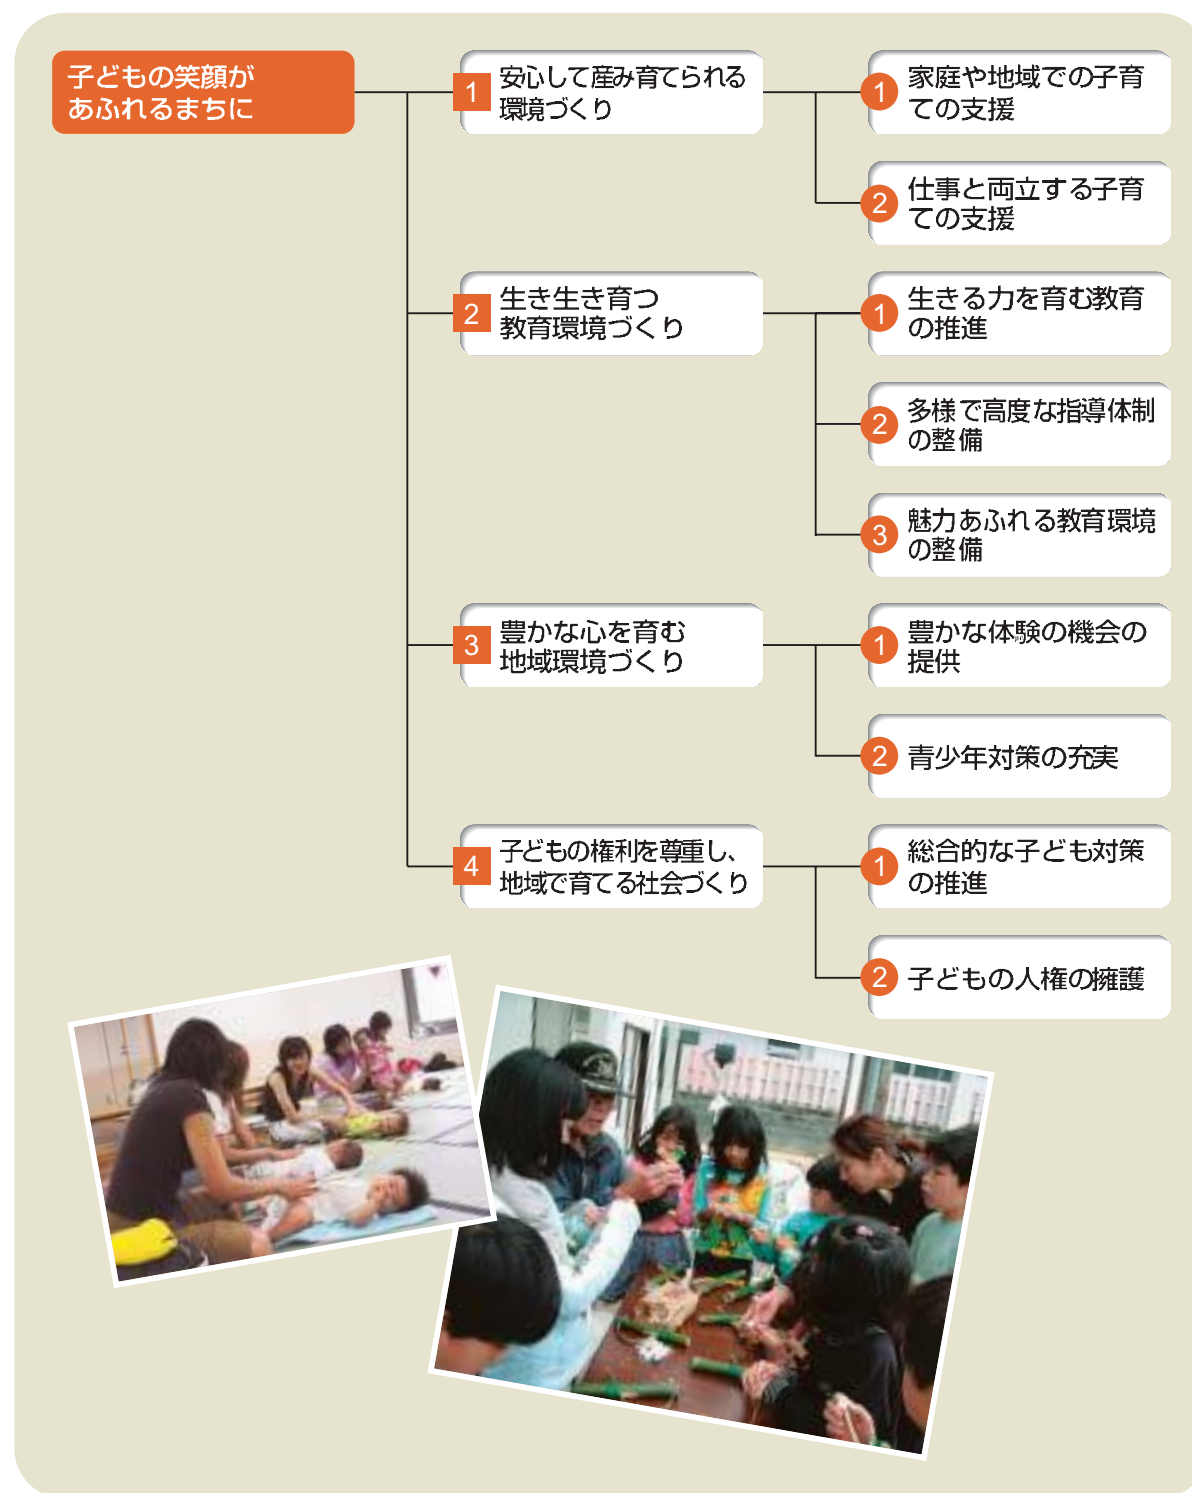 子どもの笑顔が
あふれるまちに
1
安心して産み育てられる
環境づくり
1
家庭や地域での子育
ての支援
2
仕事と両立する子育
ての支援
2
生き生き育つ
教育環境づくり
1
生きる力を育む教育
の推進
2
多様で高度な指導体制
の整備
3
魅力あふれる教育環境
の整備
3
豊かな心を育む
地域環境づくり
1
豊かな体験の機会の
提供
2
青少年対策の充実
4
子どもの権利を尊重し、
地域で育てる社会づくり
1
総合的な子ども対策
の推進
2
子どもの人権の擁護